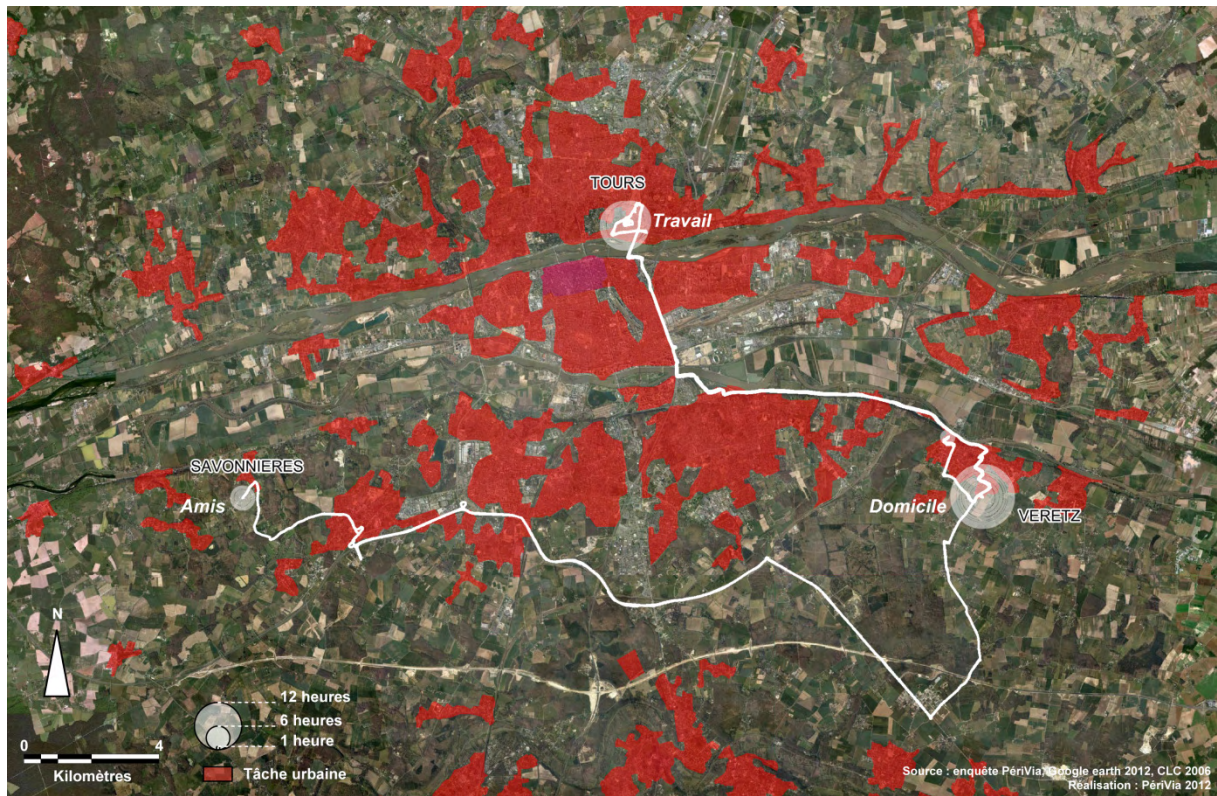 TOURS
Travail
SAVONNIERES
Amis
Domicile
VERETZ
N
12 heures
6 heures
1 heure
0 4
Kilomètres
Tâche urbaine
Source : enquête PériVia, Google earth 2012, CLC 2006
Réalisation : PériVia 2012